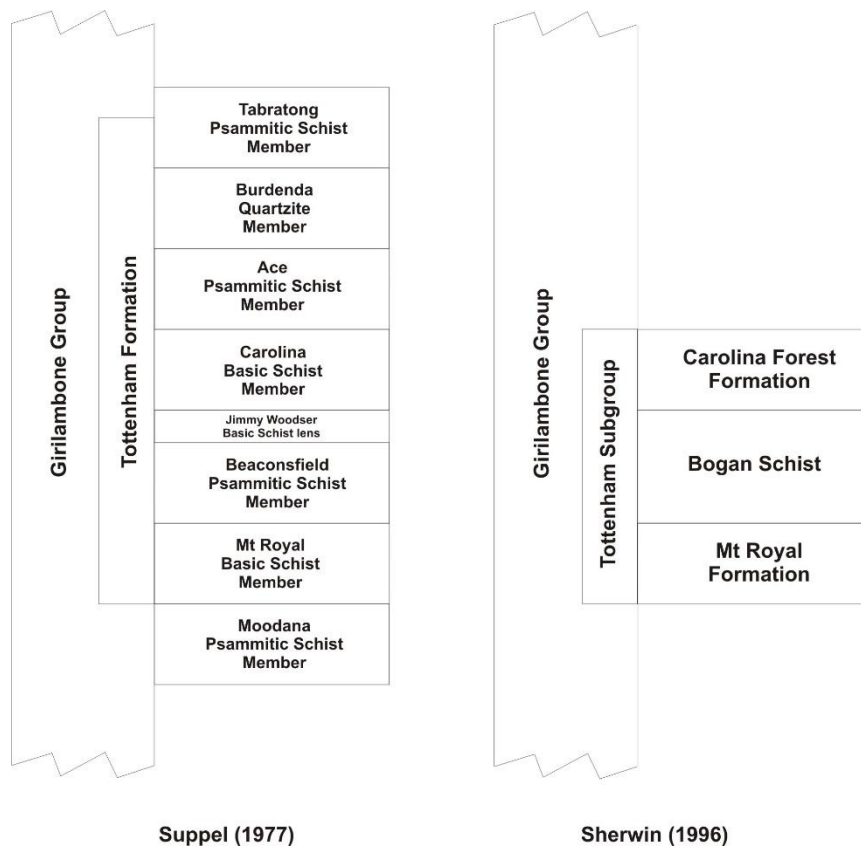 Girilambone Group
Tottenham Formation
Tabratong
Psammitic Schist
Member
Burdenda
Quartzite
Member
Ace
Psammitic Schist
Member
Carolina
Basic Schist
Member
Jimmy Woodser
Basic Schist lens
Beaconsfield
Psammitic Schist
Member
Mt Royal
Basic Schist
Member
Moodana
Psammitic Schist
Member
Suppel (1977)
Girilambone Group
Tottenham Subgroup
Carolina Forest
Formation
Bogan Schist
Mt Royal
Formation
Sherwin (1996)